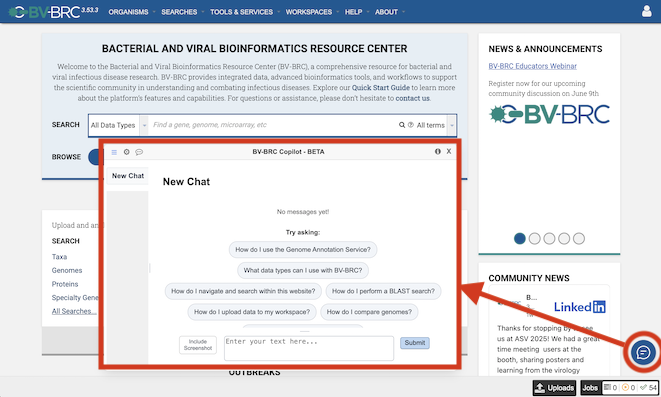 BV-BRC 3.53.3 ORGANISMS SEARCHES TOOLS & SERVICES WORKSPACES HELP ABOUT
BACTERIAL AND VIRAL BIOINFORMATICS RESOURCE CENTER
Welcome to the Bacterial and Viral Bioinformatics Resource Center (BV-BRC), a comprehensive resource for bacterial and
viral infectious disease research. BV-BRC provides integrated data, advanced bioinformatics tools, and workflows to support
the scientific community in understanding and combating infectious diseases. Explore our Quick Start Guide to learn more
about the platform's features and capabilities. For questions or assistance, please don't hesitate to contact us.
SEARCH All Data Types Find a gene, genome, microarray, etc All terms
BROWSE
Upload and an
SEARCH
Taxa
Genomes
Proteins
Specialty Gene
All Searches...
BV-BRC Copilot - BETA X
New Chat
New Chat
No messages yet!
Try asking:
How do I use the Genome Annotation Service?
What data types can I use with BV-BRC?
How do I navigate and search within this website?
How do I perform a BLAST search?
How do I upload data to my workspace?
How do I compare genomes?
Include
Screenshot
Enter your text here...
Submit
OUTBREAKS
NEWS & ANNOUNCEMENTS
BV-BRC Educators Webinar
Register now for our upcoming
community discussion on June 9th
BV-BRC
COMMUNITY NEWS
B...
LinkedIn
Thanks for stopping by to see
us at ASV 2025! We had a great
time meeting users at the
booth, sharing posters and
learning from the virology
Uploads Jobs 0 0 54